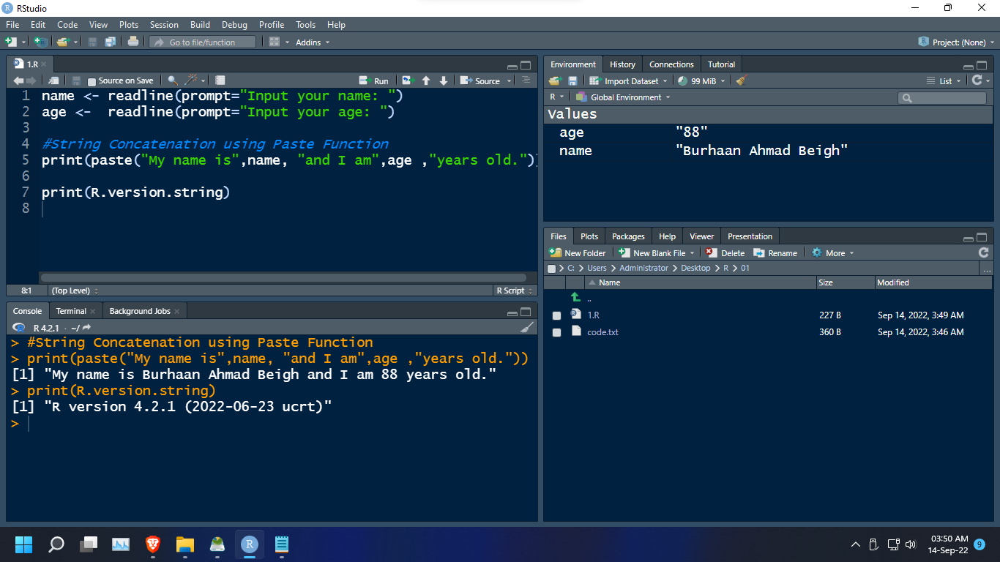 RStudio
File Edit Code View Plots Session Build Debug Profile Tools Help
Go to file/function Addins Project: (None)
1.R
Source on Save Run Source
1 name <- readline(prompt="Input your name: ")
2 age <-  readline(prompt="Input your age: ")
3
4 #String Concatenation using Paste Function
5 print(paste("My name is",name, "and I am",age ,"years old."))
6
7 print(R.version.string)
8
8:1 (Top Level) R Script
Console Terminal Background Jobs
R 4.2.1 · ~/
> #String Concatenation using Paste Function
> print(paste("My name is",name, "and I am",age ,"years old."))
[1] "My name is Burhaan Ahmad Beigh and I am 88 years old."
> print(R.version.string)
[1] "R version 4.2.1 (2022-06-23 ucrt)"
>
Environment History Connections Tutorial
Import Dataset 99 MiB List
R Global Environment
Values
age "88"
name "Burhaan Ahmad Beigh"
Files Plots Packages Help Viewer Presentation
New Folder New Blank File Delete Rename More
C: > Users > Administrator > Desktop > R > 01 ...
Name Size Modified
..
1.R 227 B Sep 14, 2022, 3:49 AM
code.txt 360 B Sep 14, 2022, 3:46 AM
R
03:50 AM
14-Sep-22 9